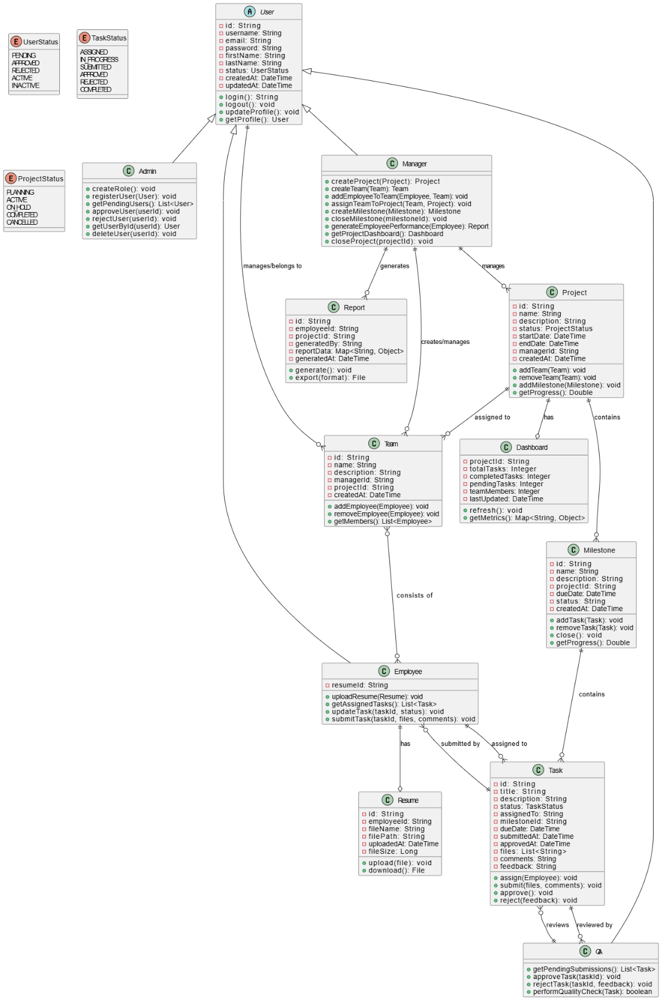 E UserStatus
PENDING
APPROVED
REJECTED
ACTIVE
INACTIVE
E TaskStatus
ASSIGNED
IN_PROGRESS
SUBMITTED
APPROVED
REJECTED
COMPLETED
A User
id: String
username: String
email: String
password: String
firstName: String
lastName: String
status: UserStatus
createdAt: DateTime
updatedAt: DateTime
login(): String
logout(): void
updateProfile(): void
getProfile(): User
E ProjectStatus
PLANNING
ACTIVE
ON_HOLD
COMPLETED
CANCELLED
C Admin
createRole(): void
registerUser(User): void
getPendingUsers(): List<User>
approveUser(userId): void
rejectUser(userId): void
getUserById(userId): User
deleteUser(userId): void
C Manager
createProject(Project): Project
createTeam(Team): Team
addEmployeeToTeam(Employee, Team): void
assignTeamToProject(Team, Project): void
createMilestone(Milestone): Milestone
closeMilestone(milestoneId): void
generateEmployeePerformance(Employee): Report
getProjectDashboard(): Dashboard
closeProject(projectId): void
manages/belongs to
generates
manages
creates/manages
C Report
id: String
employeeId: String
projectId: String
generatedBy: String
reportData: Map<String, Object>
generatedAt: DateTime
generate(): void
export(format): File
C Project
id: String
name: String
description: String
status: ProjectStatus
startDate: DateTime
endDate: DateTime
managerId: String
createdAt: DateTime
addTeam(Team): void
removeTeam(Team): void
addMilestone(Milestone): void
getProgress(): Double
assigned to
has
contains
C Team
id: String
name: String
description: String
managerId: String
projectId: String
createdAt: DateTime
addEmployee(Employee): void
removeEmployee(Employee): void
getMembers(): List<Employee>
C Dashboard
projectId: String
totalTasks: Integer
completedTasks: Integer
pendingTasks: Integer
teamMembers: Integer
lastUpdated: DateTime
refresh(): void
getMetrics(): Map<String, Object>
C Milestone
id: String
name: String
description: String
projectId: String
dueDate: DateTime
status: String
createdAt: DateTime
addTask(Task): void
removeTask(Task): void
close(): void
getProgress(): Double
consists of
contains
C Employee
resumeId: String
uploadResume(Resume): void
getAssignedTasks(): List<Task>
updateTask(taskId, status): void
submitTask(taskId, files, comments): void
has
submitted by
assigned to
C Resume
id: String
employeeId: String
fileName: String
filePath: String
uploadedAt: DateTime
fileSize: Long
upload(file): void
download(): File
C Task
id: String
title: String
description: String
status: TaskStatus
assignedTo: String
milestoneId: String
dueDate: DateTime
submittedAt: DateTime
approvedAt: DateTime
files: List<String>
comments: String
feedback: String
assign(Employee): void
submit(files, comments): void
approve(): void
reject(feedback): void
reviews
reviewed by
C QA
getPendingSubmissions(): List<Task>
approveTask(taskId): void
rejectTask(taskId, feedback): void
performQualityCheck(Task): boolean